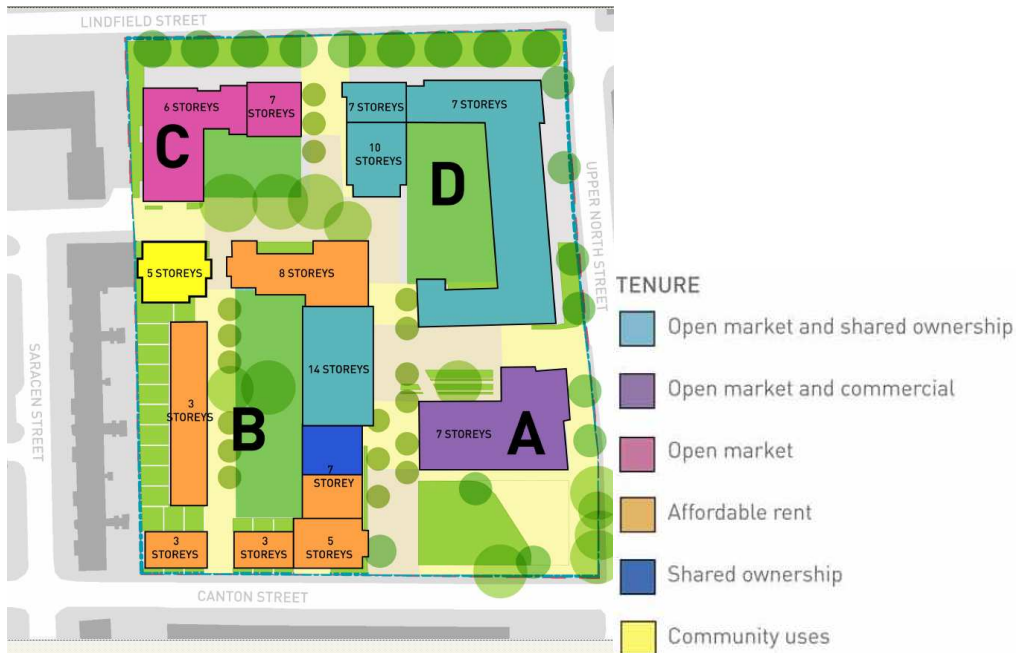 LINDFIELD STREET
6 STOREYS
7
STOREYS
C
7 STOREYS
7 STOREYS
10
STOREYS
D
UPPER NORTH STREET
5 STOREYS
8 STOREYS
SARACEN STREET
3
STOREYS
B
14 STOREYS
7
STOREY
7 STOREYS
A
3
STOREYS
3
STOREYS
5
STOREYS
CANTON STREET
TENURE
Open market and shared ownership
Open market and commercial
Open market
Affordable rent
Shared ownership
Community uses